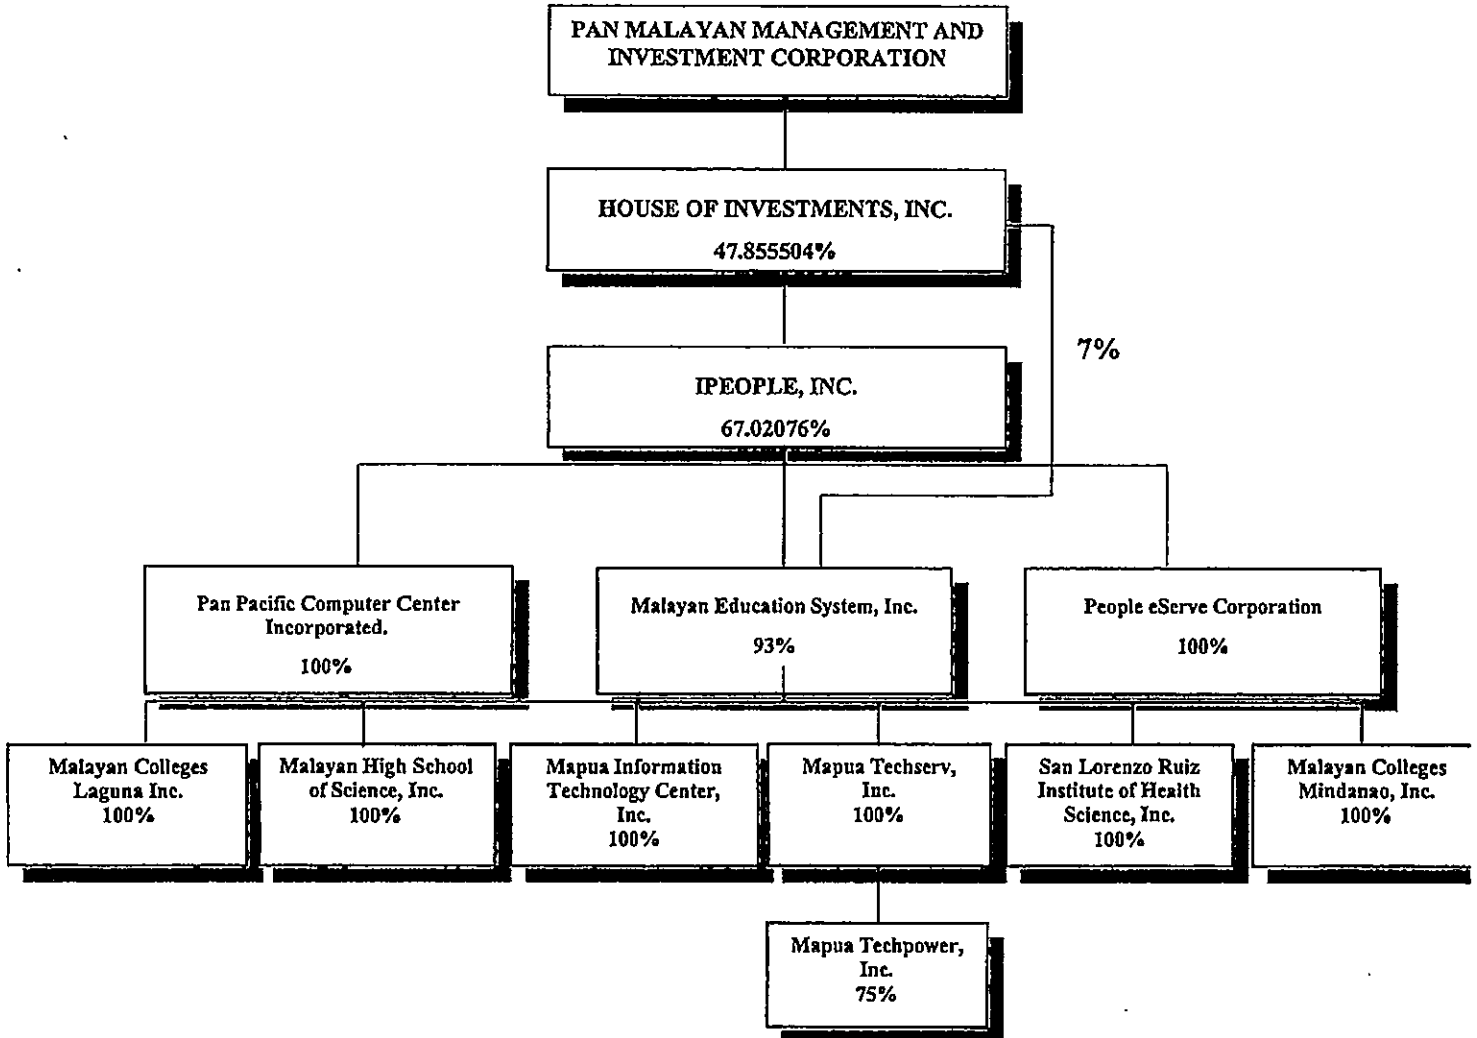 PAN MALAYAN MANAGEMENT AND
INVESTMENT CORPORATION
HOUSE OF INVESTMENTS, INC.
47.855504%
7%
IPEOPLE, INC.
67.02076%
Pan Pacific Computer Center
Incorporated.
100%
Malayan Education System, Inc.
93%
People eServe Corporation
100%
Malayan Colleges
Laguna Inc.
100%
Malayan High School
of Science, Inc.
100%
Mapua Information
Technology Center,
Inc.
100%
Mapua Techserv,
Inc.
100%
San Lorenzo Ruiz
Institute of Health
Science, Inc.
100%
Malayan Colleges
Mindanao, Inc.
100%
Mapua Techpower,
Inc.
75%